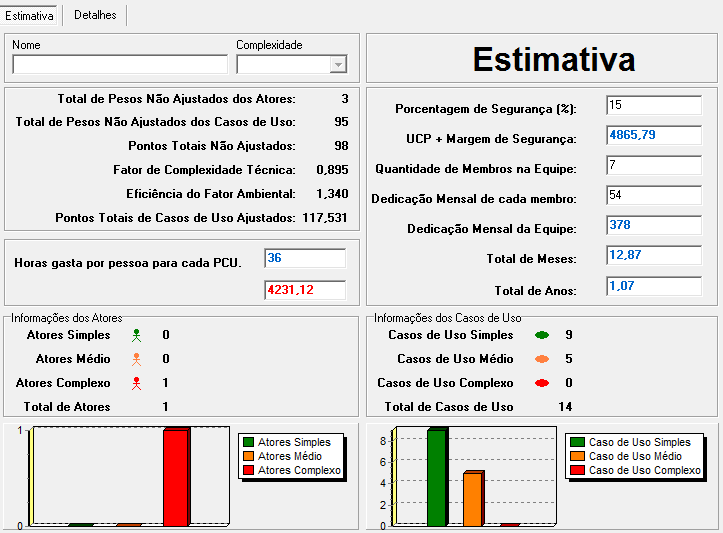 Estimativa
Detalhes
Nome
Complexidade
Estimativa
Total de Pesos Não Ajustados dos Atores: 3
Total de Pesos Não Ajustados dos Casos de Uso: 95
Pontos Totais Não Ajustados: 98
Fator de Complexidade Técnica: 0,895
Eficiência do Fator Ambiental: 1,340
Pontos Totais de Casos de Uso Ajustados: 117,531
Porcentagem de Segurança (%): 15
UCP + Margem de Segurança: 4865,79
Quantidade de Membros na Equipe: 7
Dedicação Mensal de cada membro: 54
Dedicação Mensal da Equipe: 378
Total de Meses: 12,87
Total de Anos: 1,07
Horas gasta por pessoa para cada PCU. 36
4231,12
Informações dos Atores
Atores Simples 0
Atores Médio 0
Atores Complexo 1
Total de Atores 1
Informações dos Casos de Uso
Casos de Uso Simples 9
Casos de Uso Médio 5
Casos de Uso Complexo 0
Total de Casos de Uso 14
1
0
Atores Simples
Atores Médio
Atores Complexo
8
6
4
2
0
Caso de Uso Simples
Caso de Uso Médio
Caso de Uso Complexo